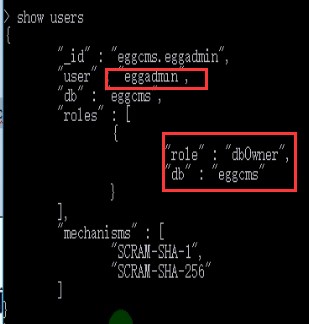 > show users
{
"_id" : "eggcms.eggadmin",
"user" : "eggadmin",
"db" : "eggcms",
"roles" : [
{
"role" : "dbOwner",
"db" : "eggcms"
}
],
"mechanisms" : [
"SCRAM-SHA-1",
"SCRAM-SHA-256"
]
}